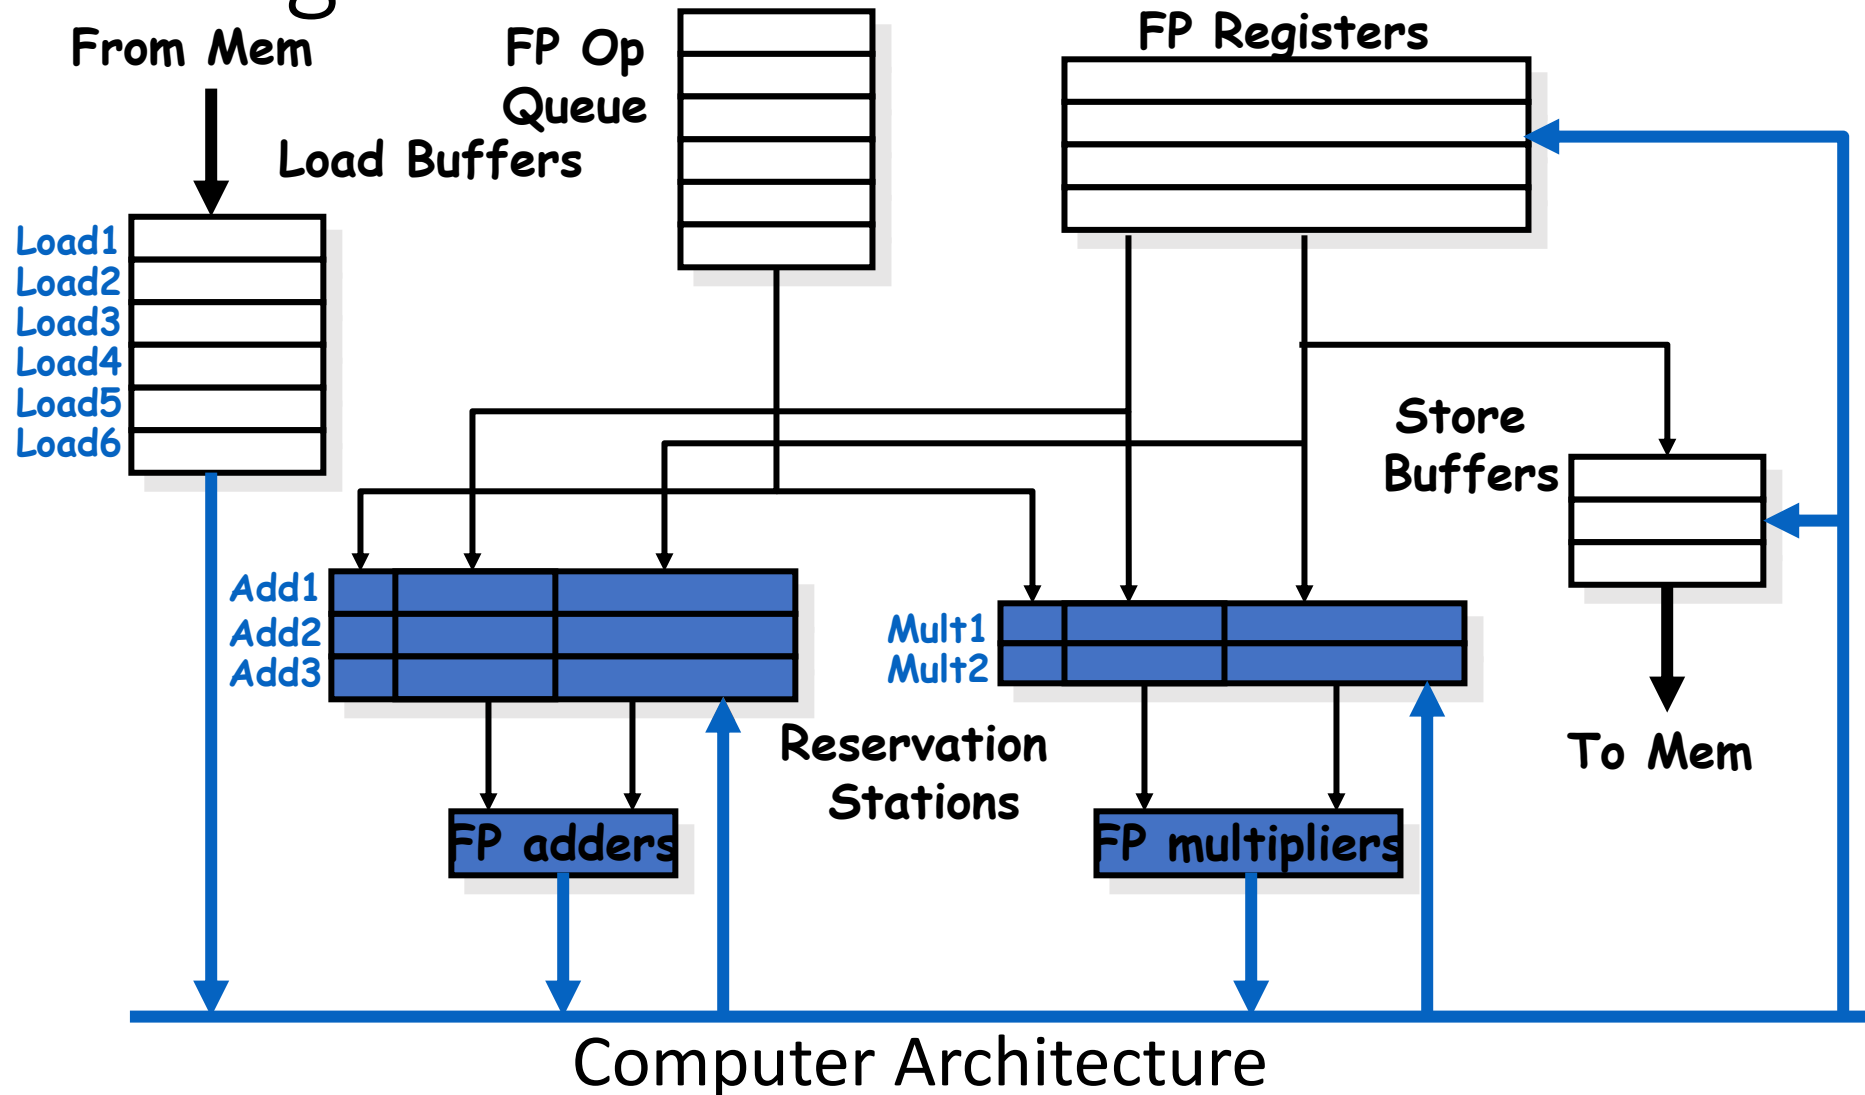 g
From Mem
FP Op
Queue
FP Registers
Load Buffers
Load1
Load2
Load3
Load4
Load5
Load6
Store
Buffers
Add1
Add2
Add3
Mult1
Mult2
Reservation
Stations
To Mem
FP adders
FP multipliers
Computer Architecture